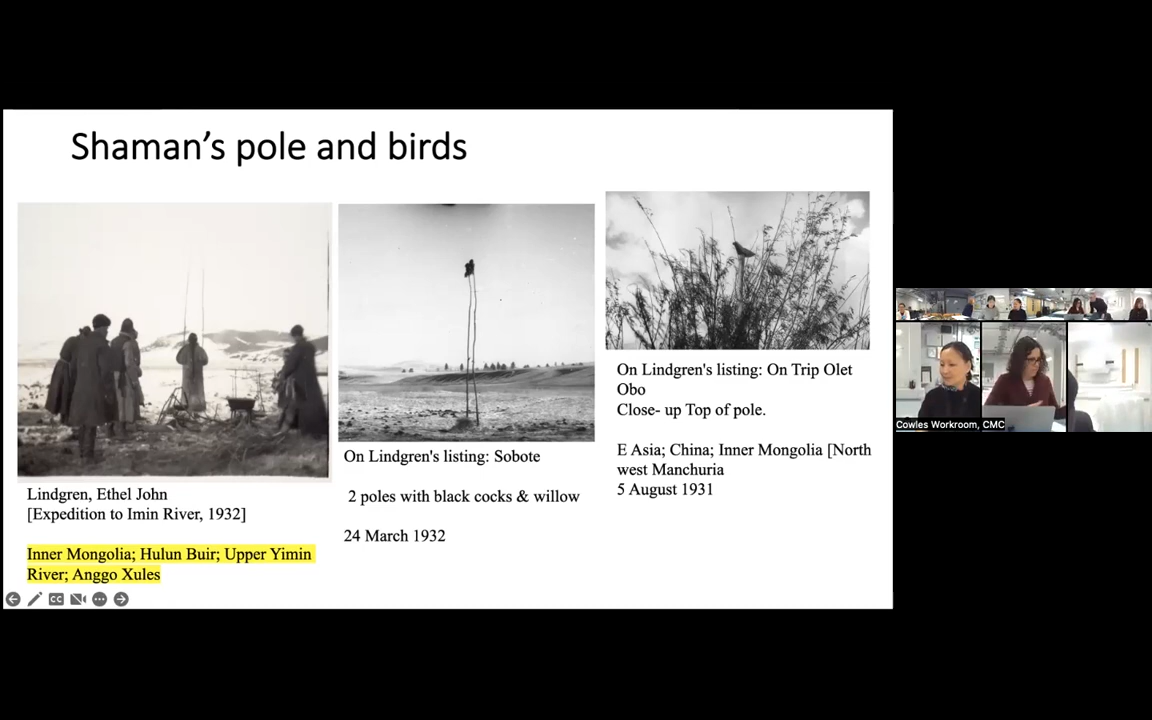 Shaman's pole and birds
Lindgren, Ethel John
[Expedition to Imin River, 1932]
Inner Mongolia; Hulun Buir; Upper Yimin
River; Anggo Xules
On Lindgren's listing: Sobote
2 poles with black cocks & willow
24 March 1932
On Lindgren's listing: On Trip Olet
Obo
Close- up Top of pole.
E Asia; China; Inner Mongolia [North
west Manchuria
5 August 1931
CC
Cowles Workroom, CMC